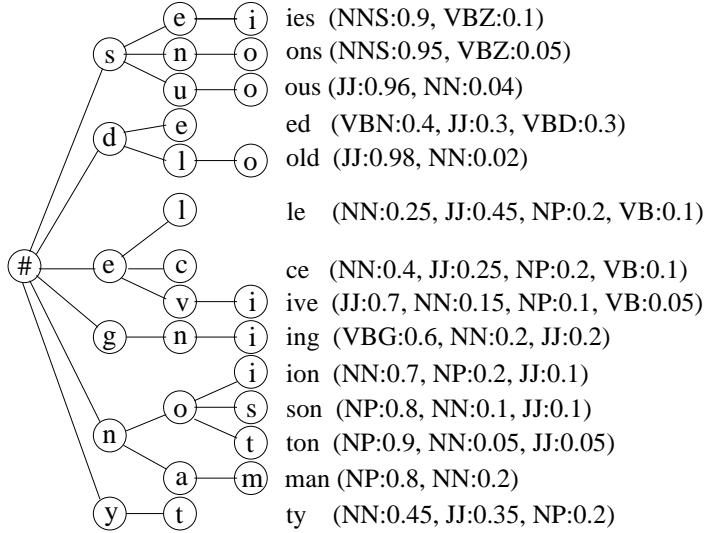 e i ies (NNS:0.9, VBZ:0.1)
s n o ons (NNS:0.95, VBZ:0.05)
u o ous (JJ:0.96, NN:0.04)
d e ed (VBN:0.4, JJ:0.3, VBD:0.3)
l o old (JJ:0.98, NN:0.02)
l le (NN:0.25, JJ:0.45, NP:0.2, VB:0.1)
# e c ce (NN:0.4, JJ:0.25, NP:0.2, VB:0.1)
v i ive (JJ:0.7, NN:0.15, NP:0.1, VB:0.05)
g n i ing (VBG:0.6, NN:0.2, JJ:0.2)
i ion (NN:0.7, NP:0.2, JJ:0.1)
o s son (NP:0.8, NN:0.1, JJ:0.1)
n t ton (NP:0.9, NN:0.05, JJ:0.05)
a m man (NP:0.8, NN:0.2)
y t ty (NN:0.45, JJ:0.35, NP:0.2)